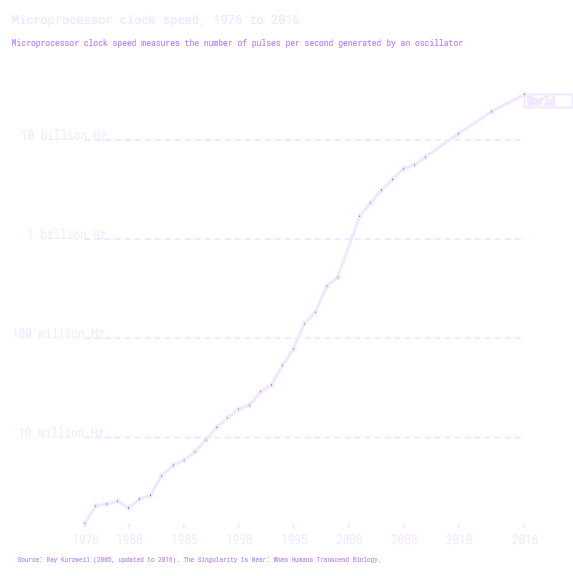 Microprocessor clock speed, 1976 to 2016
Microprocessor clock speed measures the number of pulses per second generated by an oscillator
World
10 billion Hz
1 billion Hz
100 million Hz
10 million Hz
1976 1980 1985 1990 1995 2000 2005 2010 2016
Source: Ray Kurzweil (2005, updated to 2016). The Singularity Is Near: When Humans Transcend Biology.